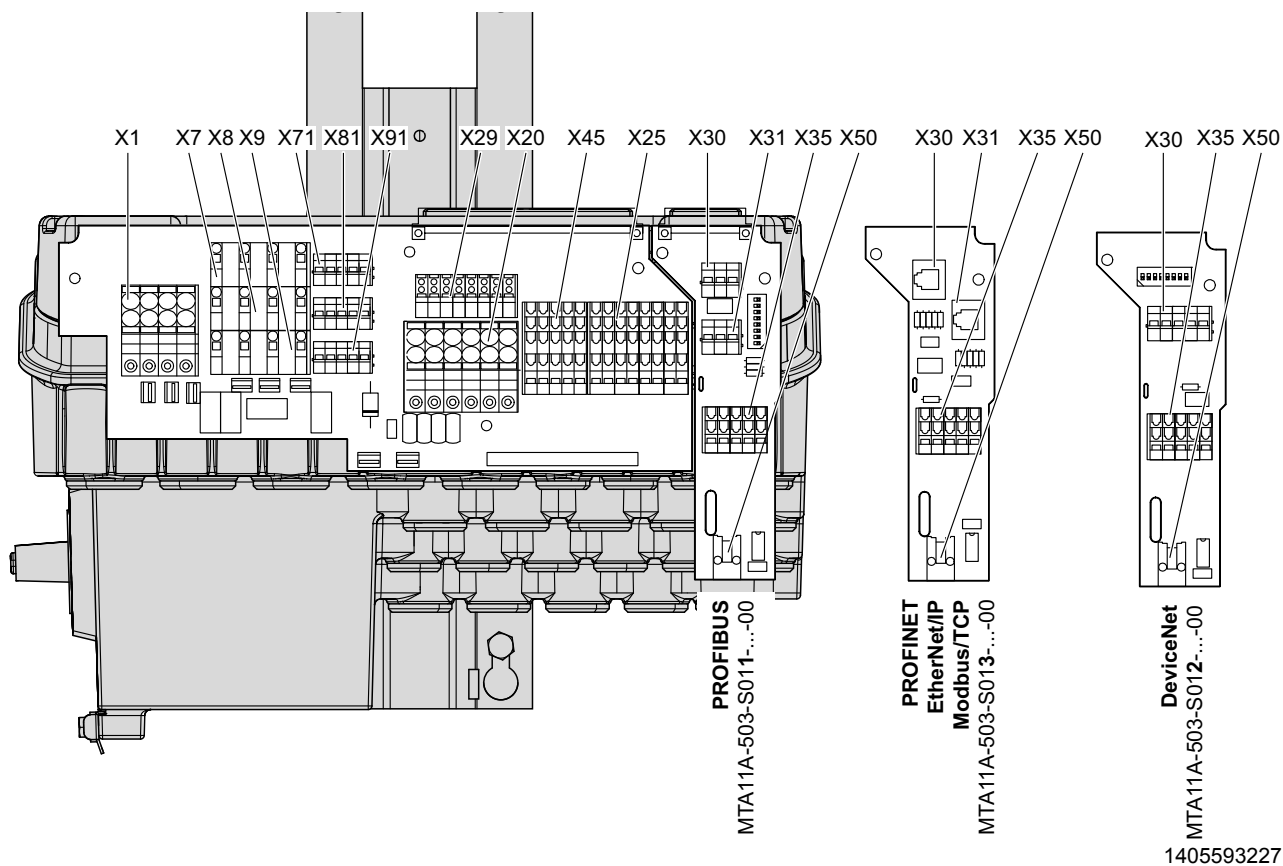 X1 X7 X8 X9 X71 X81 X91 X29 X20 X45 X25 X30 X31 X35 X50 X30 X31 X35 X50 X30 X35 X50
PROFIBUS
MTA11A-503-S011-...-00
PROFINET
EtherNet/IP
Modbus/TCP
MTA11A-503-S013-...-00
DeviceNet
MTA11A-503-S012-...-00
1405593227